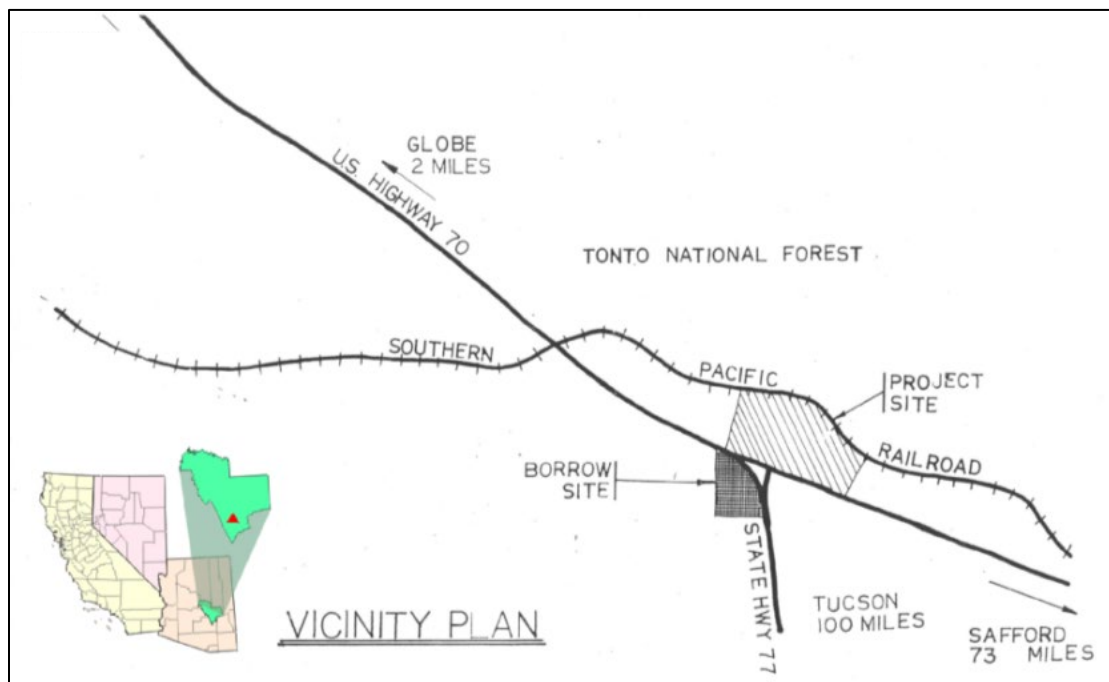 GLOBE
2 MILES
U.S. HIGHWAY 70
TONTO NATIONAL FOREST
SOUTHERN
PACIFIC
RAILROAD
PROJECT
SITE
BORROW
SITE
STATE HWY 77
TUCSON
100 MILES
SAFFORD
73 MILES
VICINITY PLAN